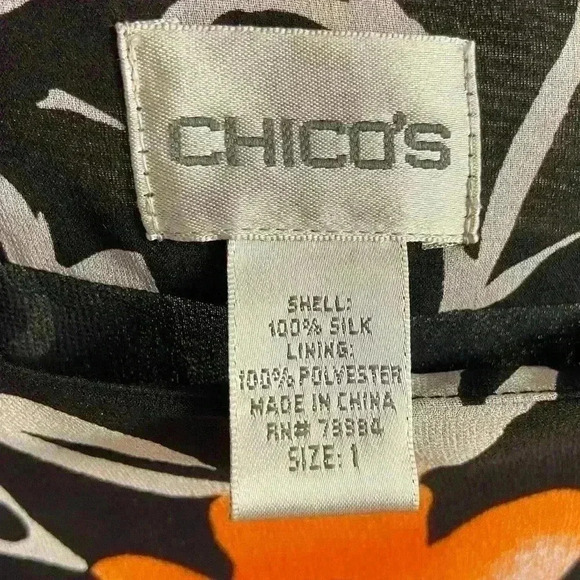 CHICO'S
SHELL:
100% SILK
LINING:
100% POLYESTER
MADE IN CHINA
RN# 79984
SIZE: 1